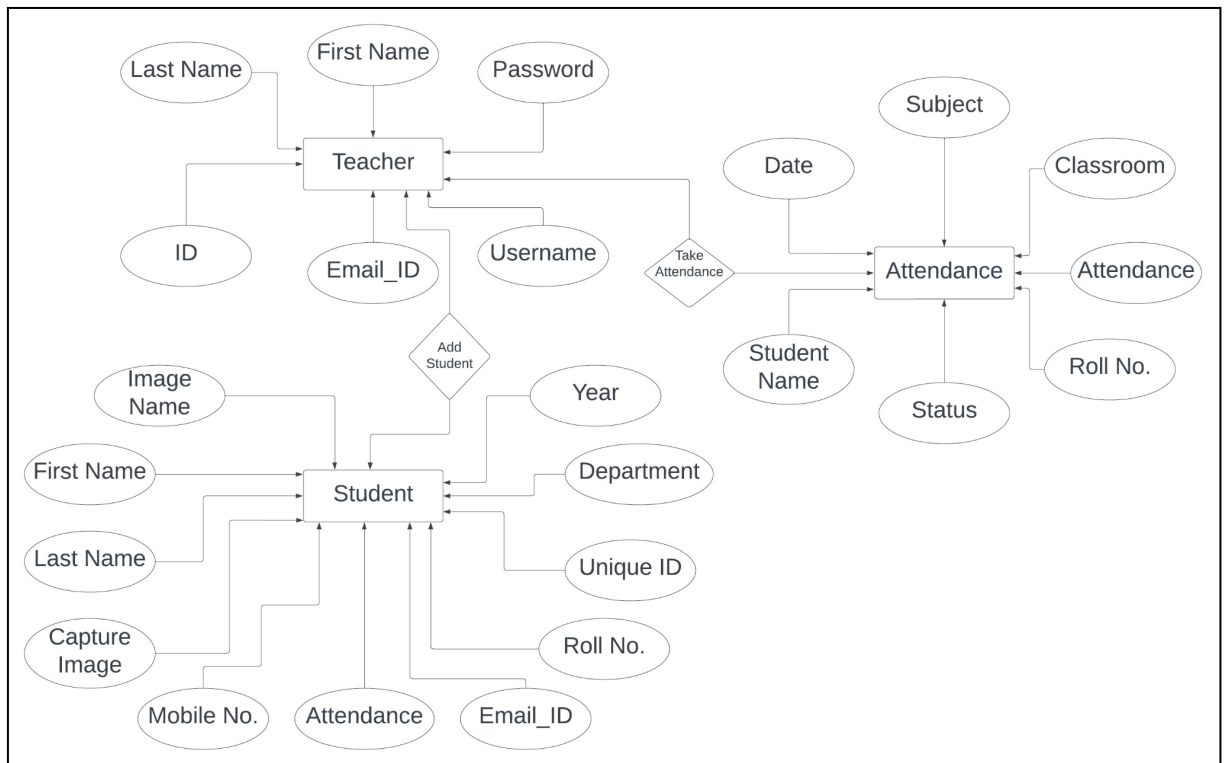 First Name
Last Name
Password
Subject
Teacher
Date
Classroom
ID
Email_ID
Username
Take
Attendance
Attendance
Attendance
Add
Student
Student
Name
Roll No.
Status
Image
Name
Year
First Name
Student
Department
Last Name
Unique ID
Capture
Image
Roll No.
Mobile No.
Attendance
Email_ID